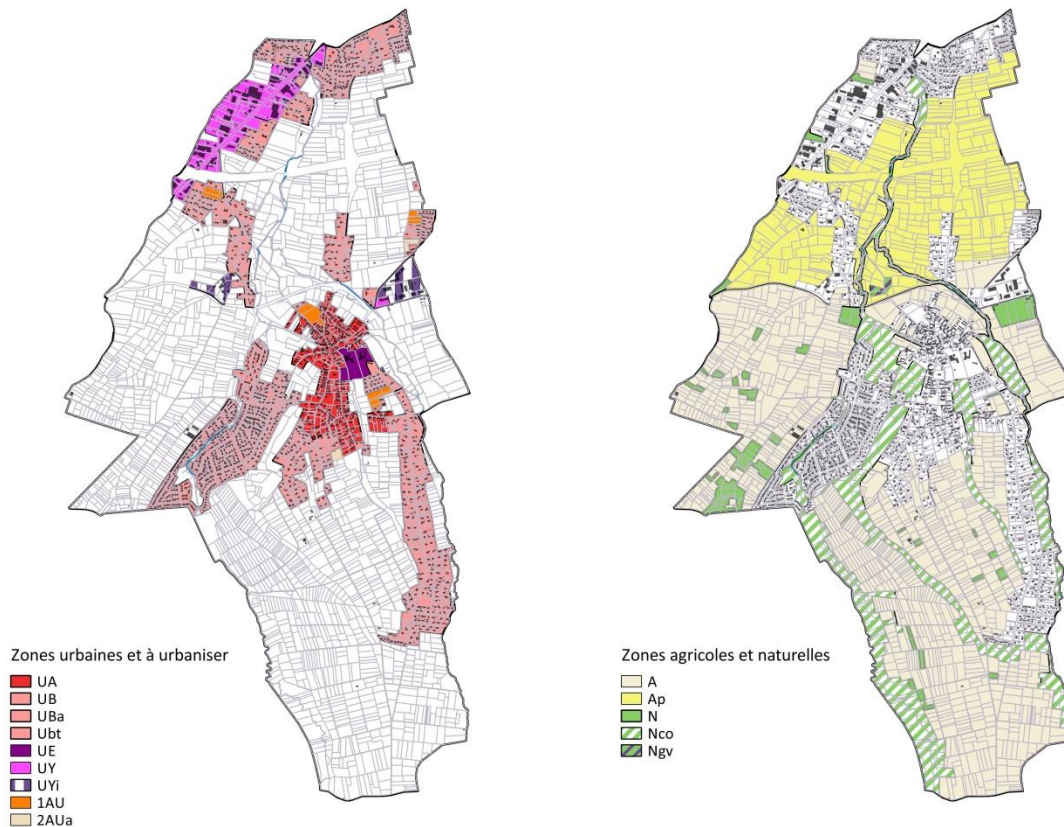 Zones urbaines et à urbaniser
UA
UB
UBa
Ubt
UE
UY
UYi
1AU
2AUa
Zones agricoles et naturelles
A
Ap
N
Nco
Ngv